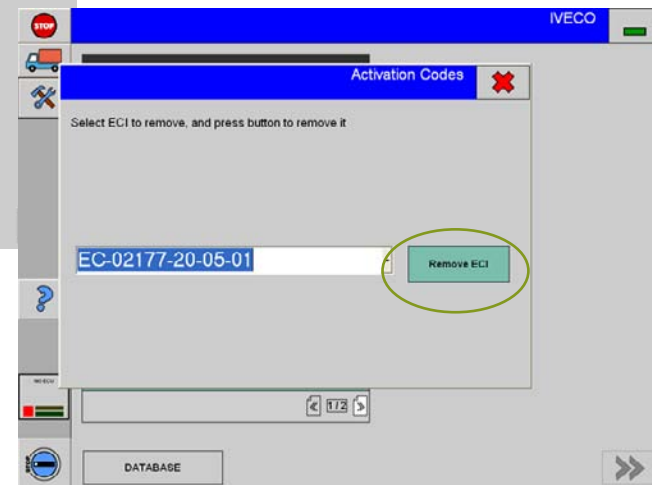 STOP
IVECO
Activation Codes
Select ECI to remove, and press button to remove it
EC-02177-20-05-01
Remove ECI
1/2
STOP
DATABASE